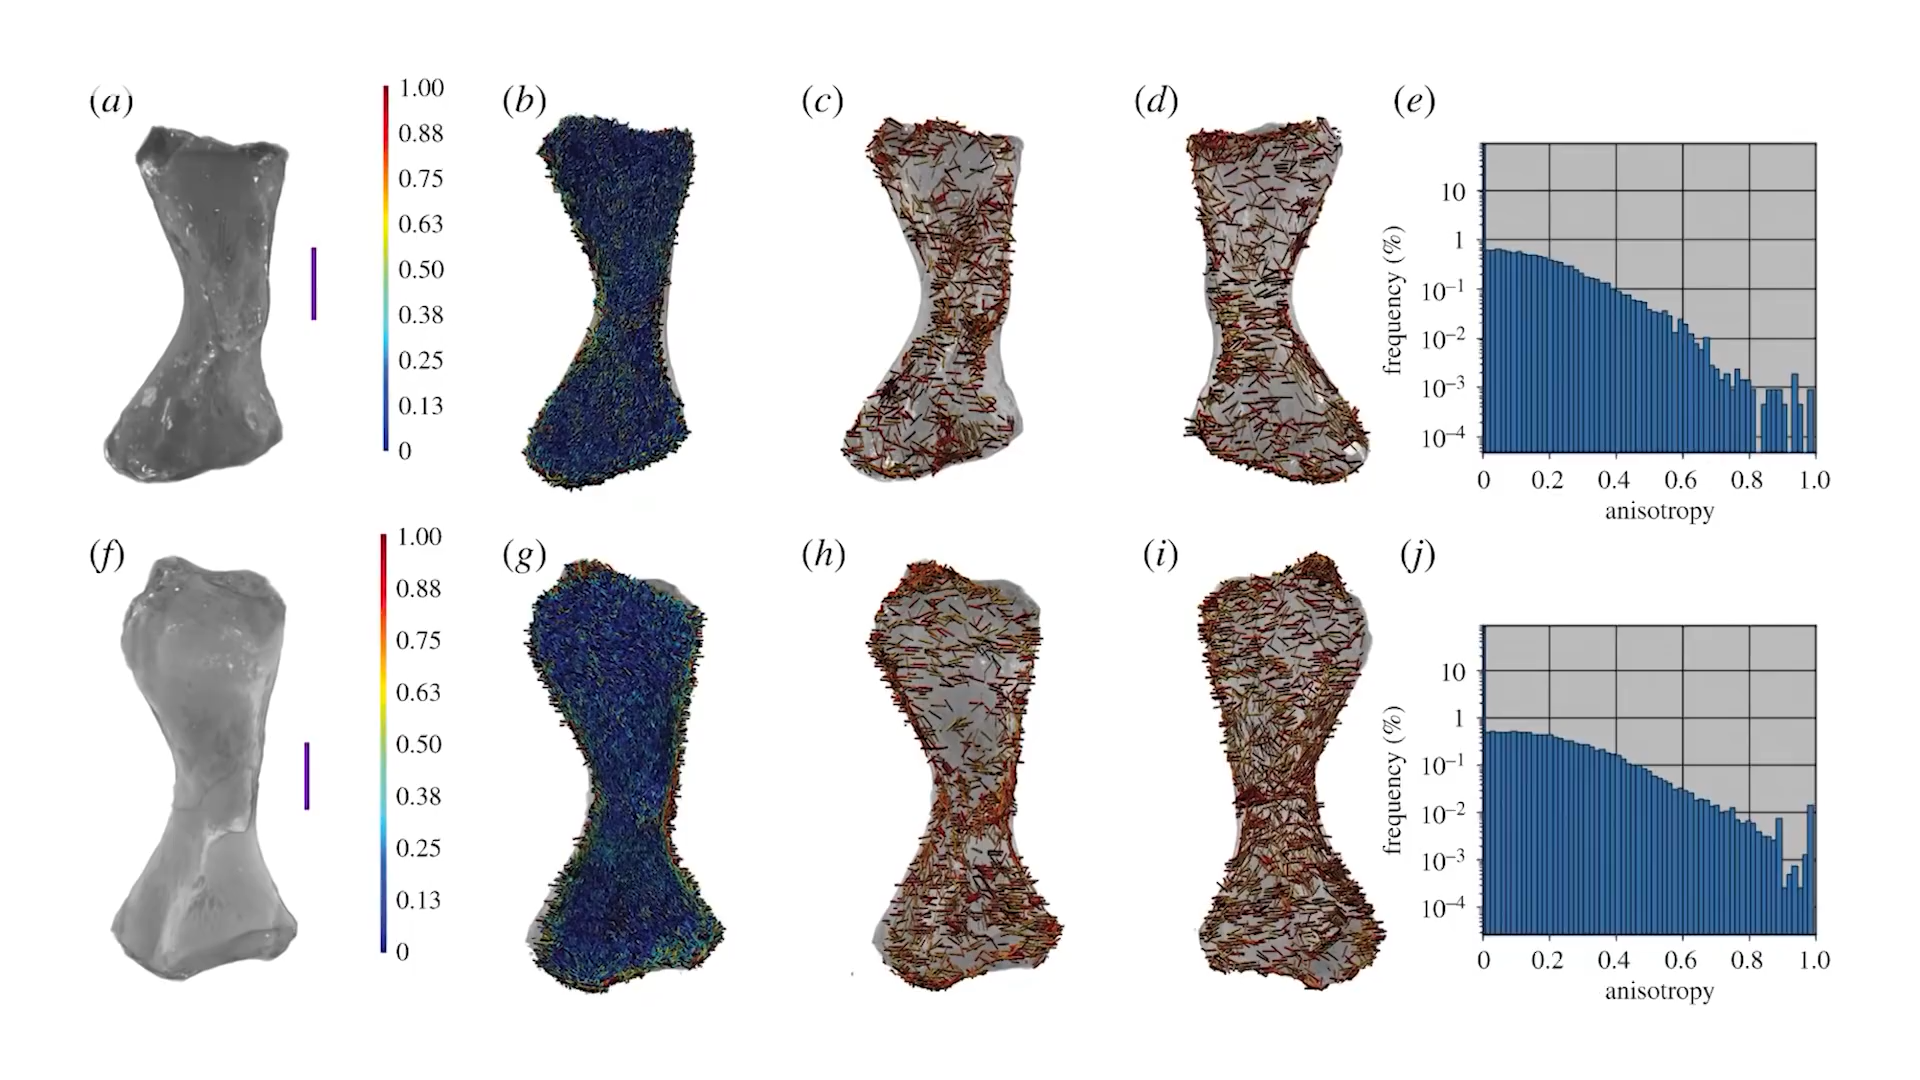 (a)
1.00
0.88
0.75
0.63
0.50
0.38
0.25
0.13
0
(b)
(c)
(d)
(e)
frequency (%)
10
1
10−1
10−2
10−3
10−4
0 0.2 0.4 0.6 0.8 1.0
anisotropy
(f)
1.00
0.88
0.75
0.63
0.50
0.38
0.25
0.13
0
(g)
(h)
(i)
(j)
frequency (%)
10
1
10−1
10−2
10−3
10−4
0 0.2 0.4 0.6 0.8 1.0
anisotropy